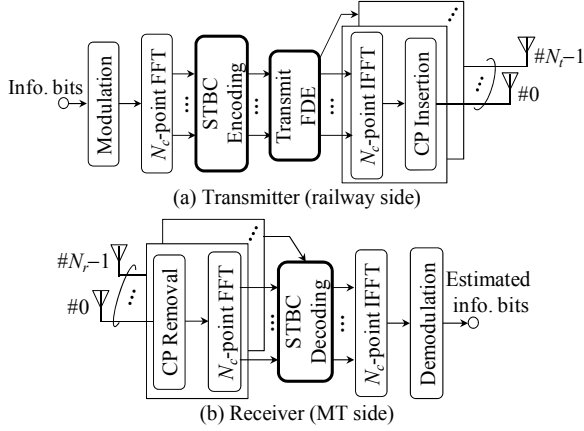 Info. bits
Modulation
N_c-point FFT
STBC
Encoding
...
...
Transmit
FDE
...
N_c-point IFFT
CP Insertion
...
...
#N_t−1
#0
(a) Transmitter (railway side)
#N_r−1
#0
...
CP Removal
N_c-point FFT
...
...
STBC
Decoding
...
N_c-point IFFT
Demodulation
Estimated
info. bits
(b) Receiver (MT side)